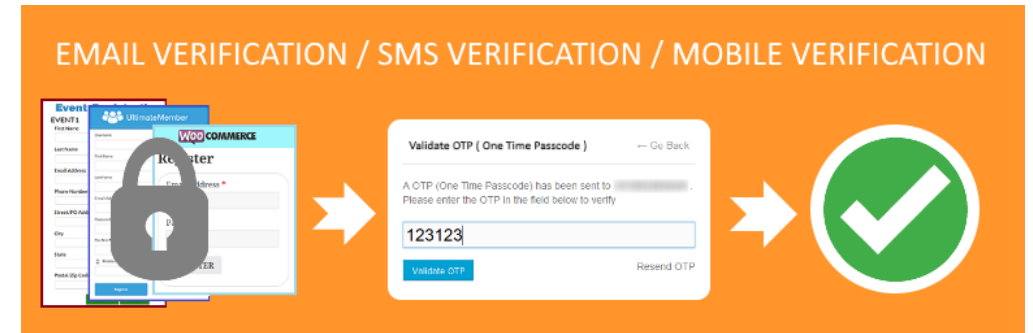 EMAIL VERIFICATION / SMS VERIFICATION / MOBILE VERIFICATION
EVENT1
First Name
Last Name
Email Address
Phone Number
City
State
UltimateMember
Register
WOO COMMERCE
Validate OTP ( One Time Passcode )
← Go Back
A OTP (One Time Passcode) has been sent to
.
Please enter the OTP in the field below to verify
123123
Validate OTP
Resend OTP